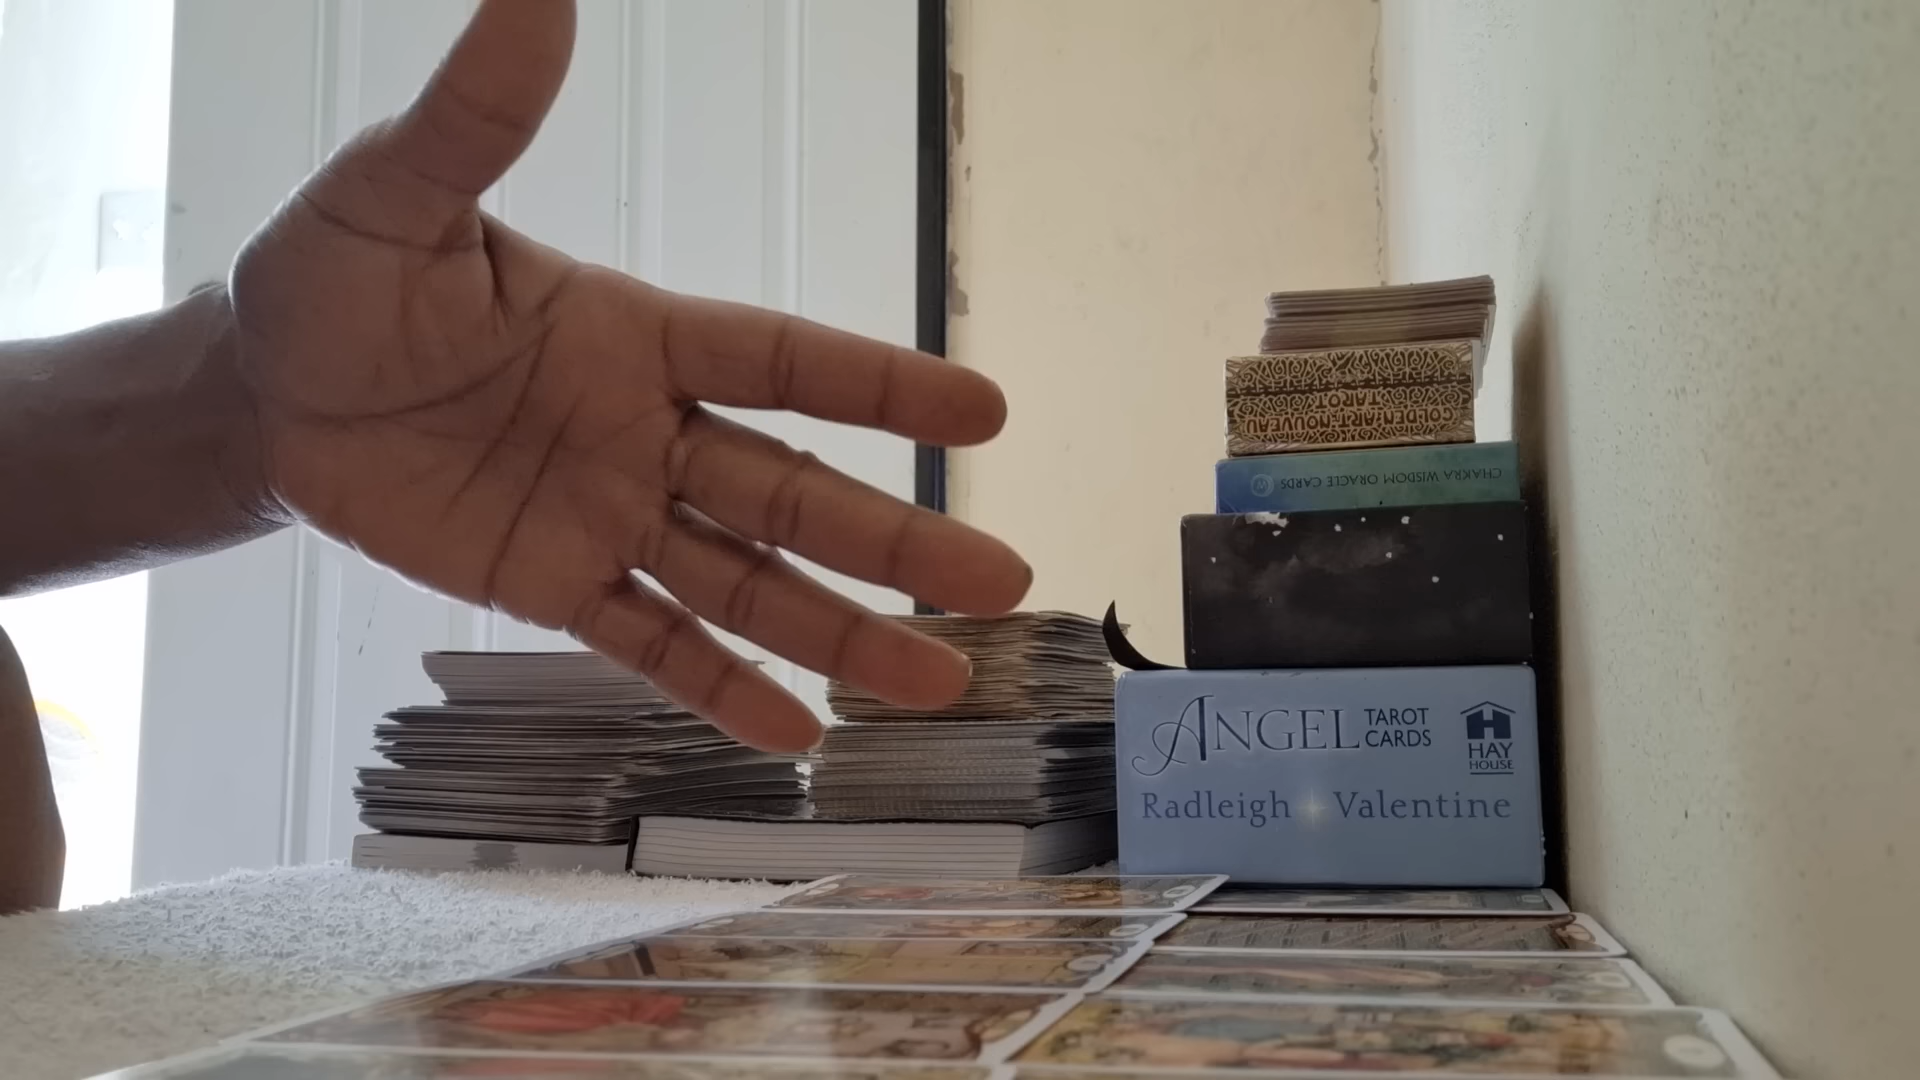 GOLDEN ART NOUVEAU
TAROT
CHAKRA WISDOM ORACLE CARDS
ANGEL TAROT CARDS
HAY HOUSE
Radleigh Valentine